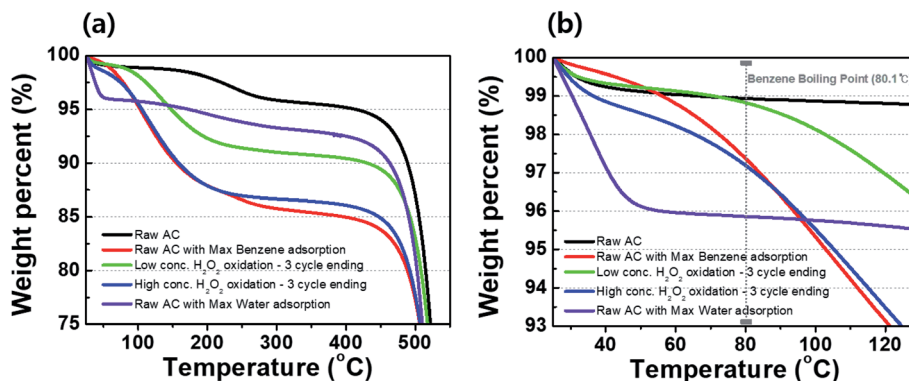 (a)
Weight percent (%)
100
95
90
85
80
75
Raw AC
Raw AC with Max Benzene adsorption
Low conc. H₂O₂ oxidation - 3 cycle ending
High conc. H₂O₂ oxidation - 3 cycle ending
Raw AC with Max Water adsorption
100 200 300 400 500
Temperature (°C)
(b)
Weight percent (%)
100
99
98
97
96
95
94
93
Benzene Boiling Point (80.1℃
Raw AC
Raw AC with Max Benzene adsorption
Low conc. H₂O₂ oxidation - 3 cycle ending
High conc. H₂O₂ oxidation - 3 cycle ending
Raw AC with Max Water adsorption
40 60 80 100 120
Temperature (°C)